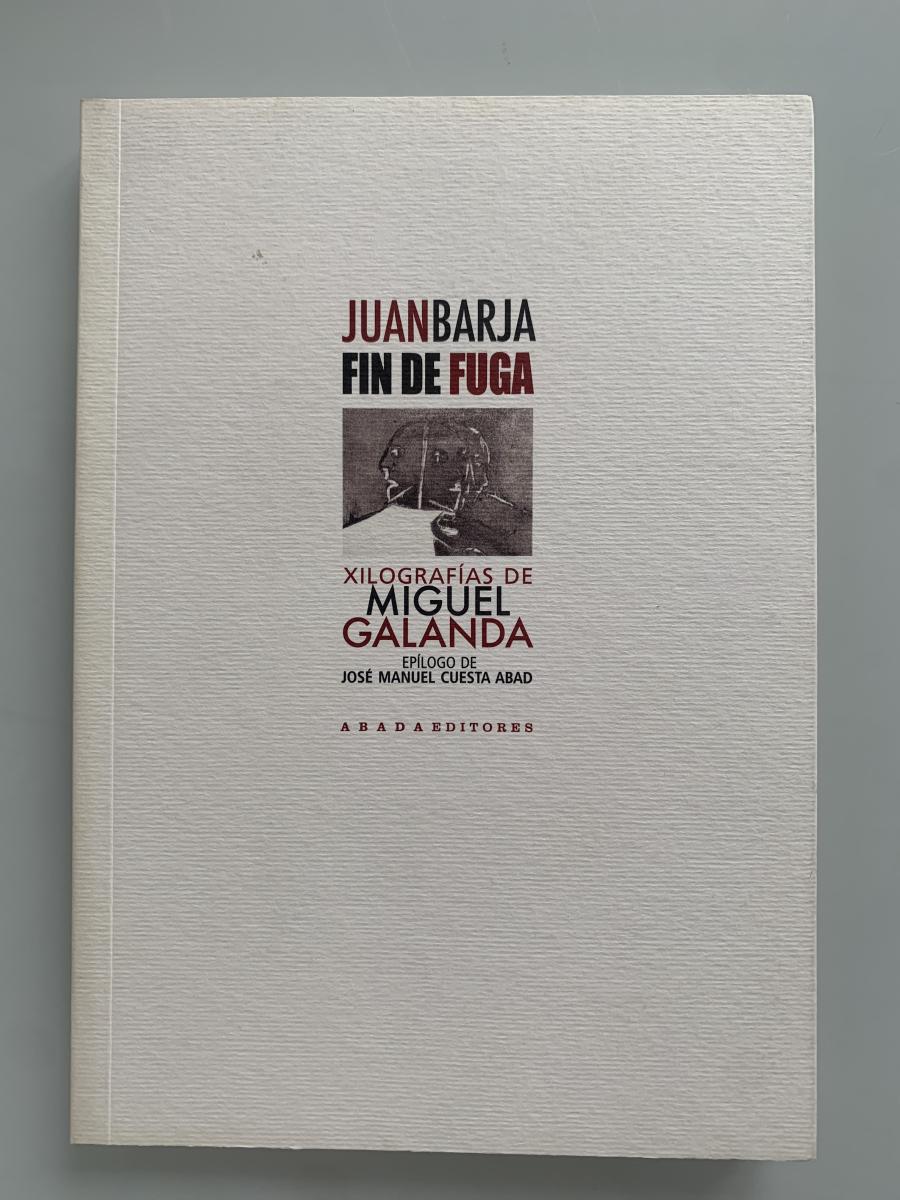 JUANBARJA
FIN DE FUGA
XILOGRAFÍAS DE
MIGUEL
GALANDA
EPÍLOGO DE
JOSÉ MANUEL CUESTA ABAD
ABADAEDITORES